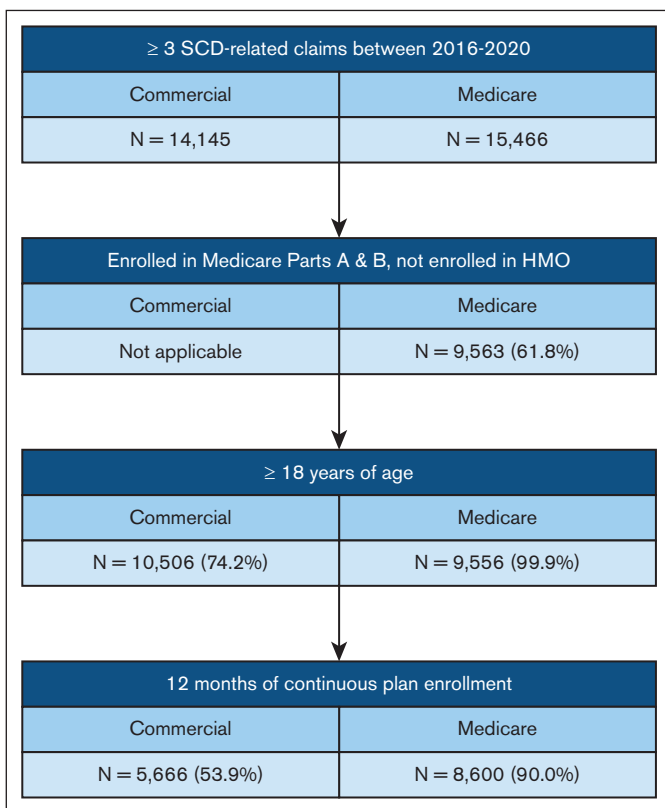 ≥ 3 SCD-related claims between 2016-2020
Commercial Medicare
N = 14,145 N = 15,466
Enrolled in Medicare Parts A & B, not enrolled in HMO
Commercial Medicare
Not applicable N = 9,563 (61.8%)
≥ 18 years of age
Commercial Medicare
N = 10,506 (74.2%) N = 9,556 (99.9%)
12 months of continuous plan enrollment
Commercial Medicare
N = 5,666 (53.9%) N = 8,600 (90.0%)